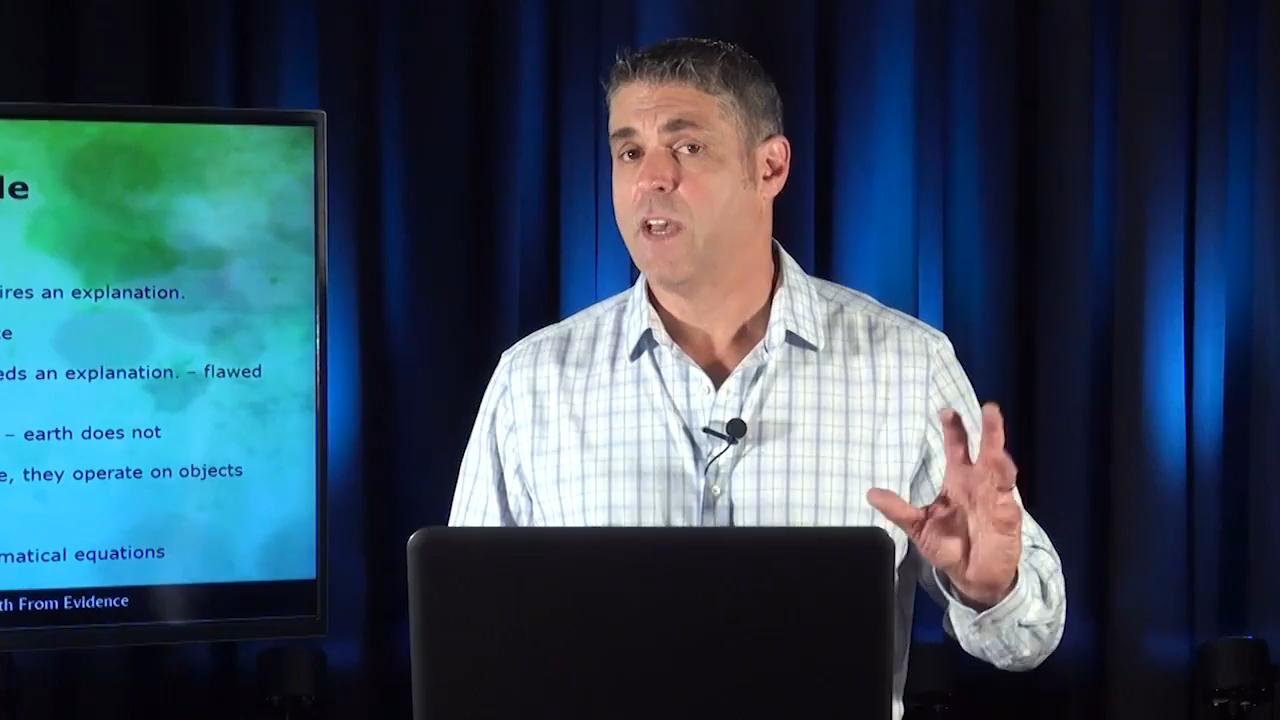 ires an explanation.
eds an explanation. – flawed
– earth does not
e, they operate on objects
matical equations
th From Evidence